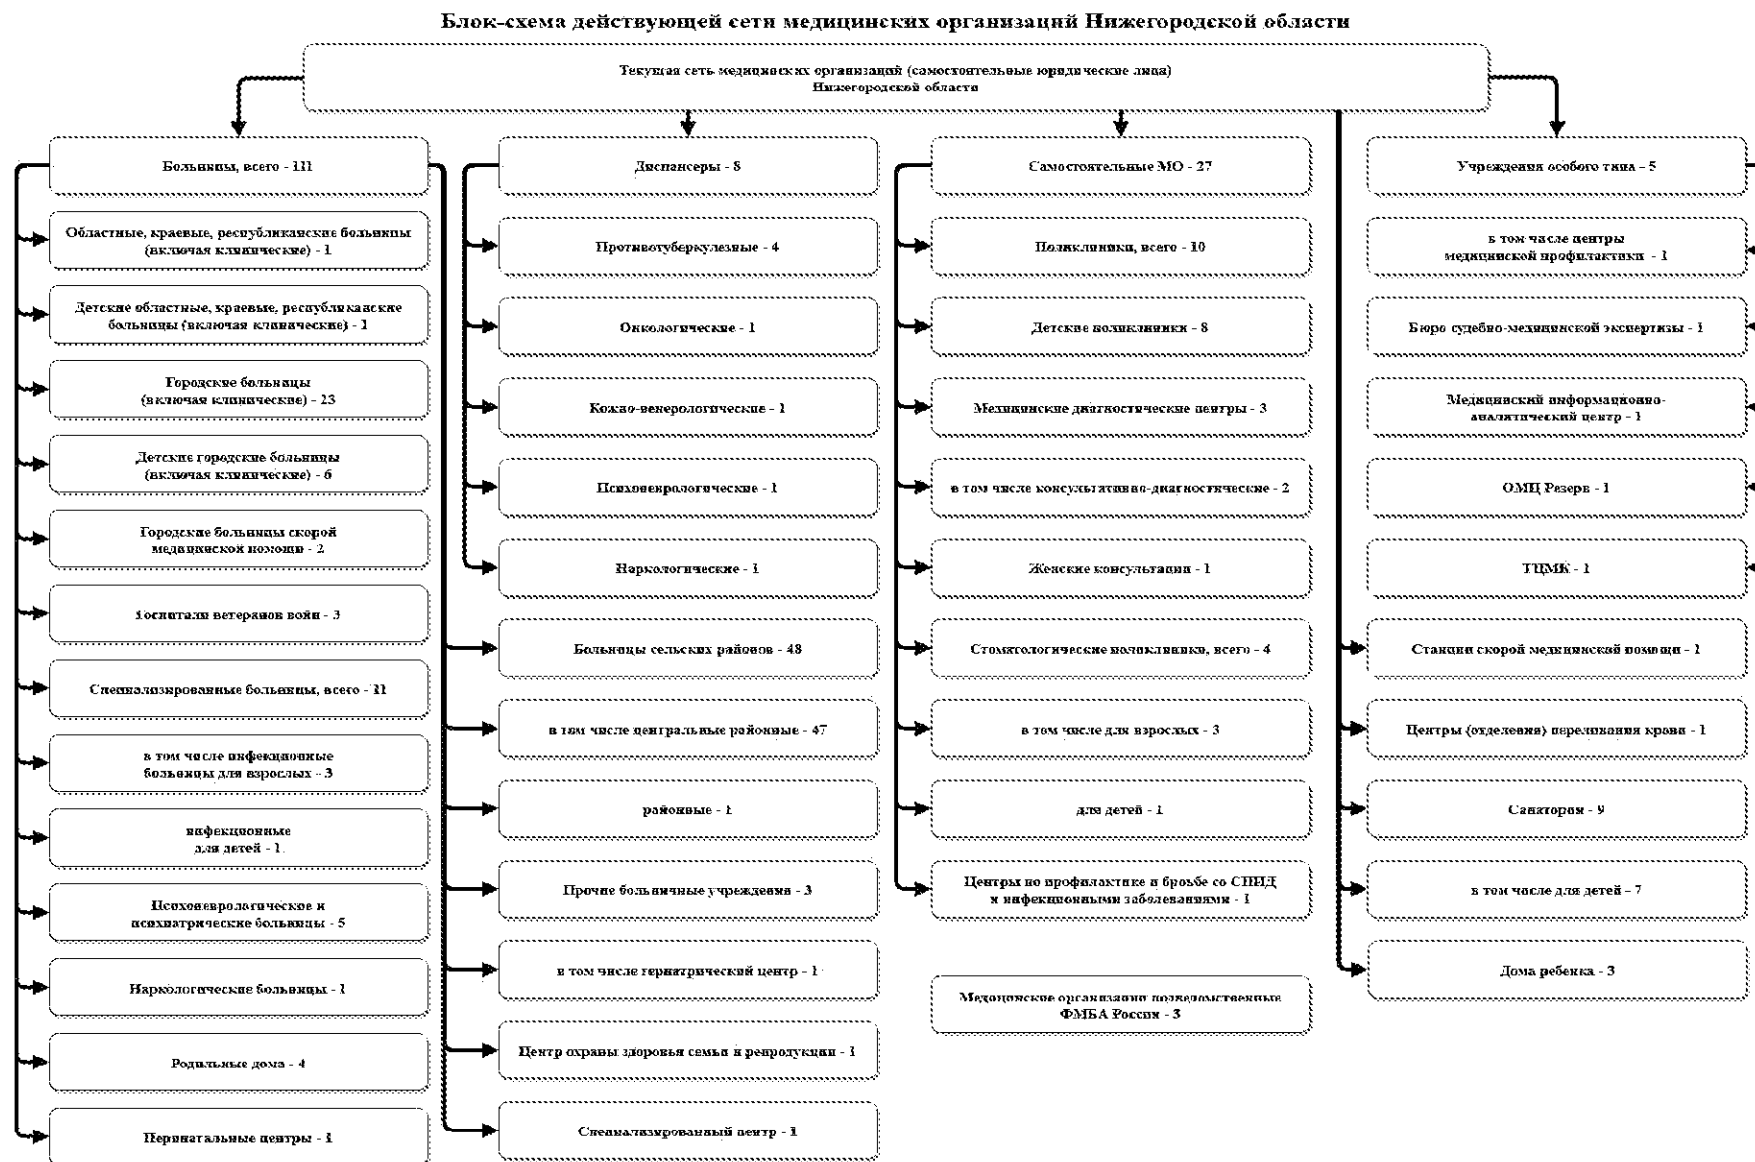 Блок-схема действующей сети медицинских организаций Нижегородской области
Текущая сеть медицинских организаций (самостоятельные юридические лица)
Нижегородской области
Больницы, всего - 111
Областные, краевые, республиканские больницы
(включая клинические) - 1
Детские областные, краевые, республиканские
больницы (включая клинические) - 1
Городские больницы
(включая клинические) - 23
Детские городские больницы
(включая клинические) - 6
Городские больницы скорой
медицинской помощи - 2
Госпитали ветеранов войн - 3
Специализированные больницы, всего - 11
в том числе инфекционные
больницы для взрослых - 3
инфекционные
для детей - 1
Психоневрологические и
психиатрические больницы - 5
Наркологические больницы - 1
Родильные дома - 4
Перинатальные центры - 1
Диспансеры - 8
Противотуберкулезные - 4
Онкологические - 1
Кожно-венерологические - 1
Психоневрологические - 1
Наркологические - 1
Больницы сельских районов - 48
в том числе центральные районные - 47
районные - 1
Прочие больничные учреждения - 3
в том числе гериатрический центр - 1
Центр охраны здоровья семьи и репродукции - 1
Специализированный центр - 1
Самостоятельные МО - 27
Поликлиники, всего - 10
Детские поликлиники - 8
Медицинские диагностические центры - 3
в том числе консультативно-диагностические - 2
Женские консультации - 1
Стоматологические поликлиники, всего - 4
в том числе для взрослых - 3
для детей - 1
Центры по профилактике и бросьбе со СПИД
и инфекционными заболеваниями - 1
Медицинские организации подведомственные
ФМБА России - 3
Учреждения особого типа - 5
в том числе центры
медицинской профилактики - 1
Бюро судебно-медицинской экспертизы - 1
Медицинский информационно-
аналитический центр - 1
ОМЦ Резерв - 1
ТЦМК - 1
Станции скорой медицинской помощи - 1
Центры (отделения) переливания крови - 1
Санатории - 9
в том числе для детей - 7
Дома ребенка - 3